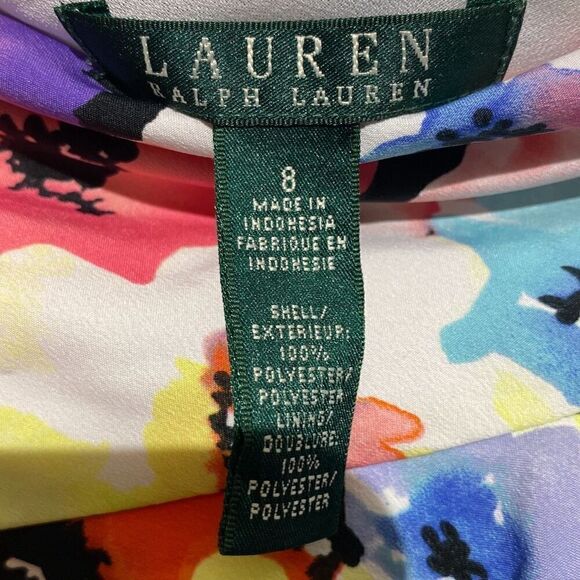 LAUREN
RALPH LAUREN
8
MADE IN
INDONESIA
FABRIQUE EN
INDONESIE
SHELL/
EXTERIEUR:
100%
POLYESTER/
POLYESTER
LINING/
DOUBLURE:
100%
POLYESTER/
POLYESTER